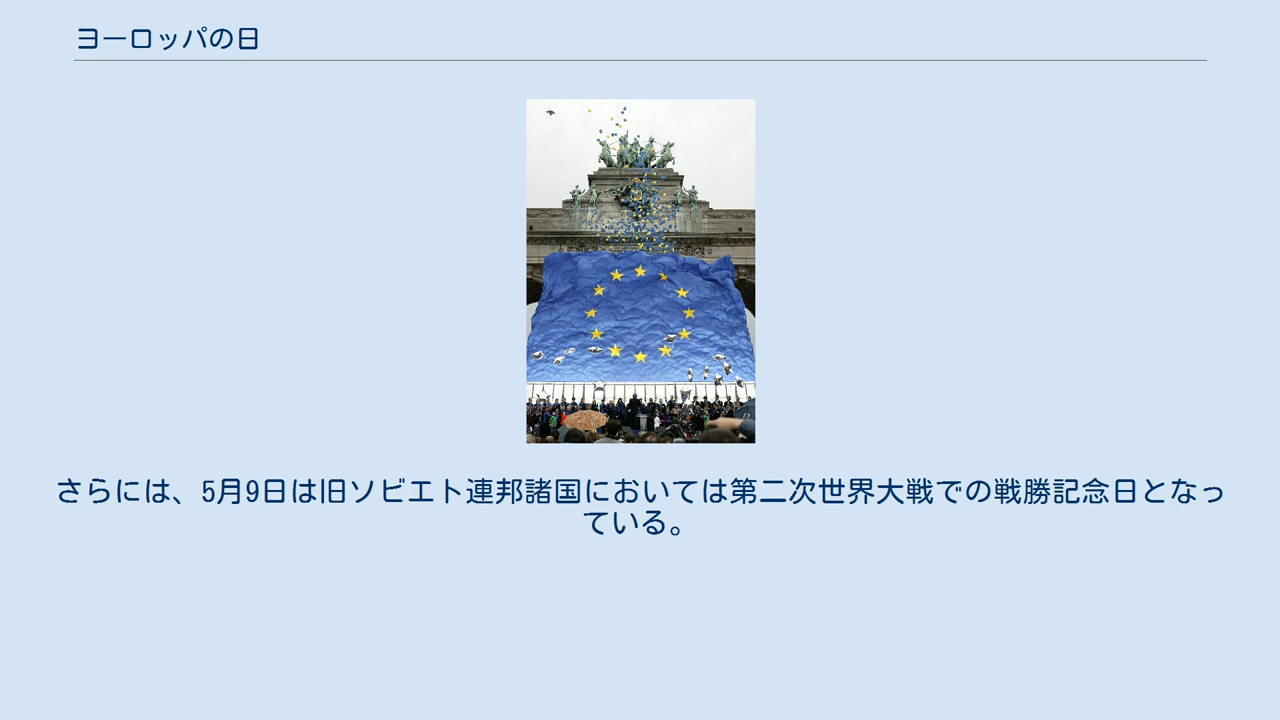 ヨーロッパの日
さらには、5月9日は旧ソビエト連邦諸国においては第二次世界大戦での戦勝記念日となっ
ている。